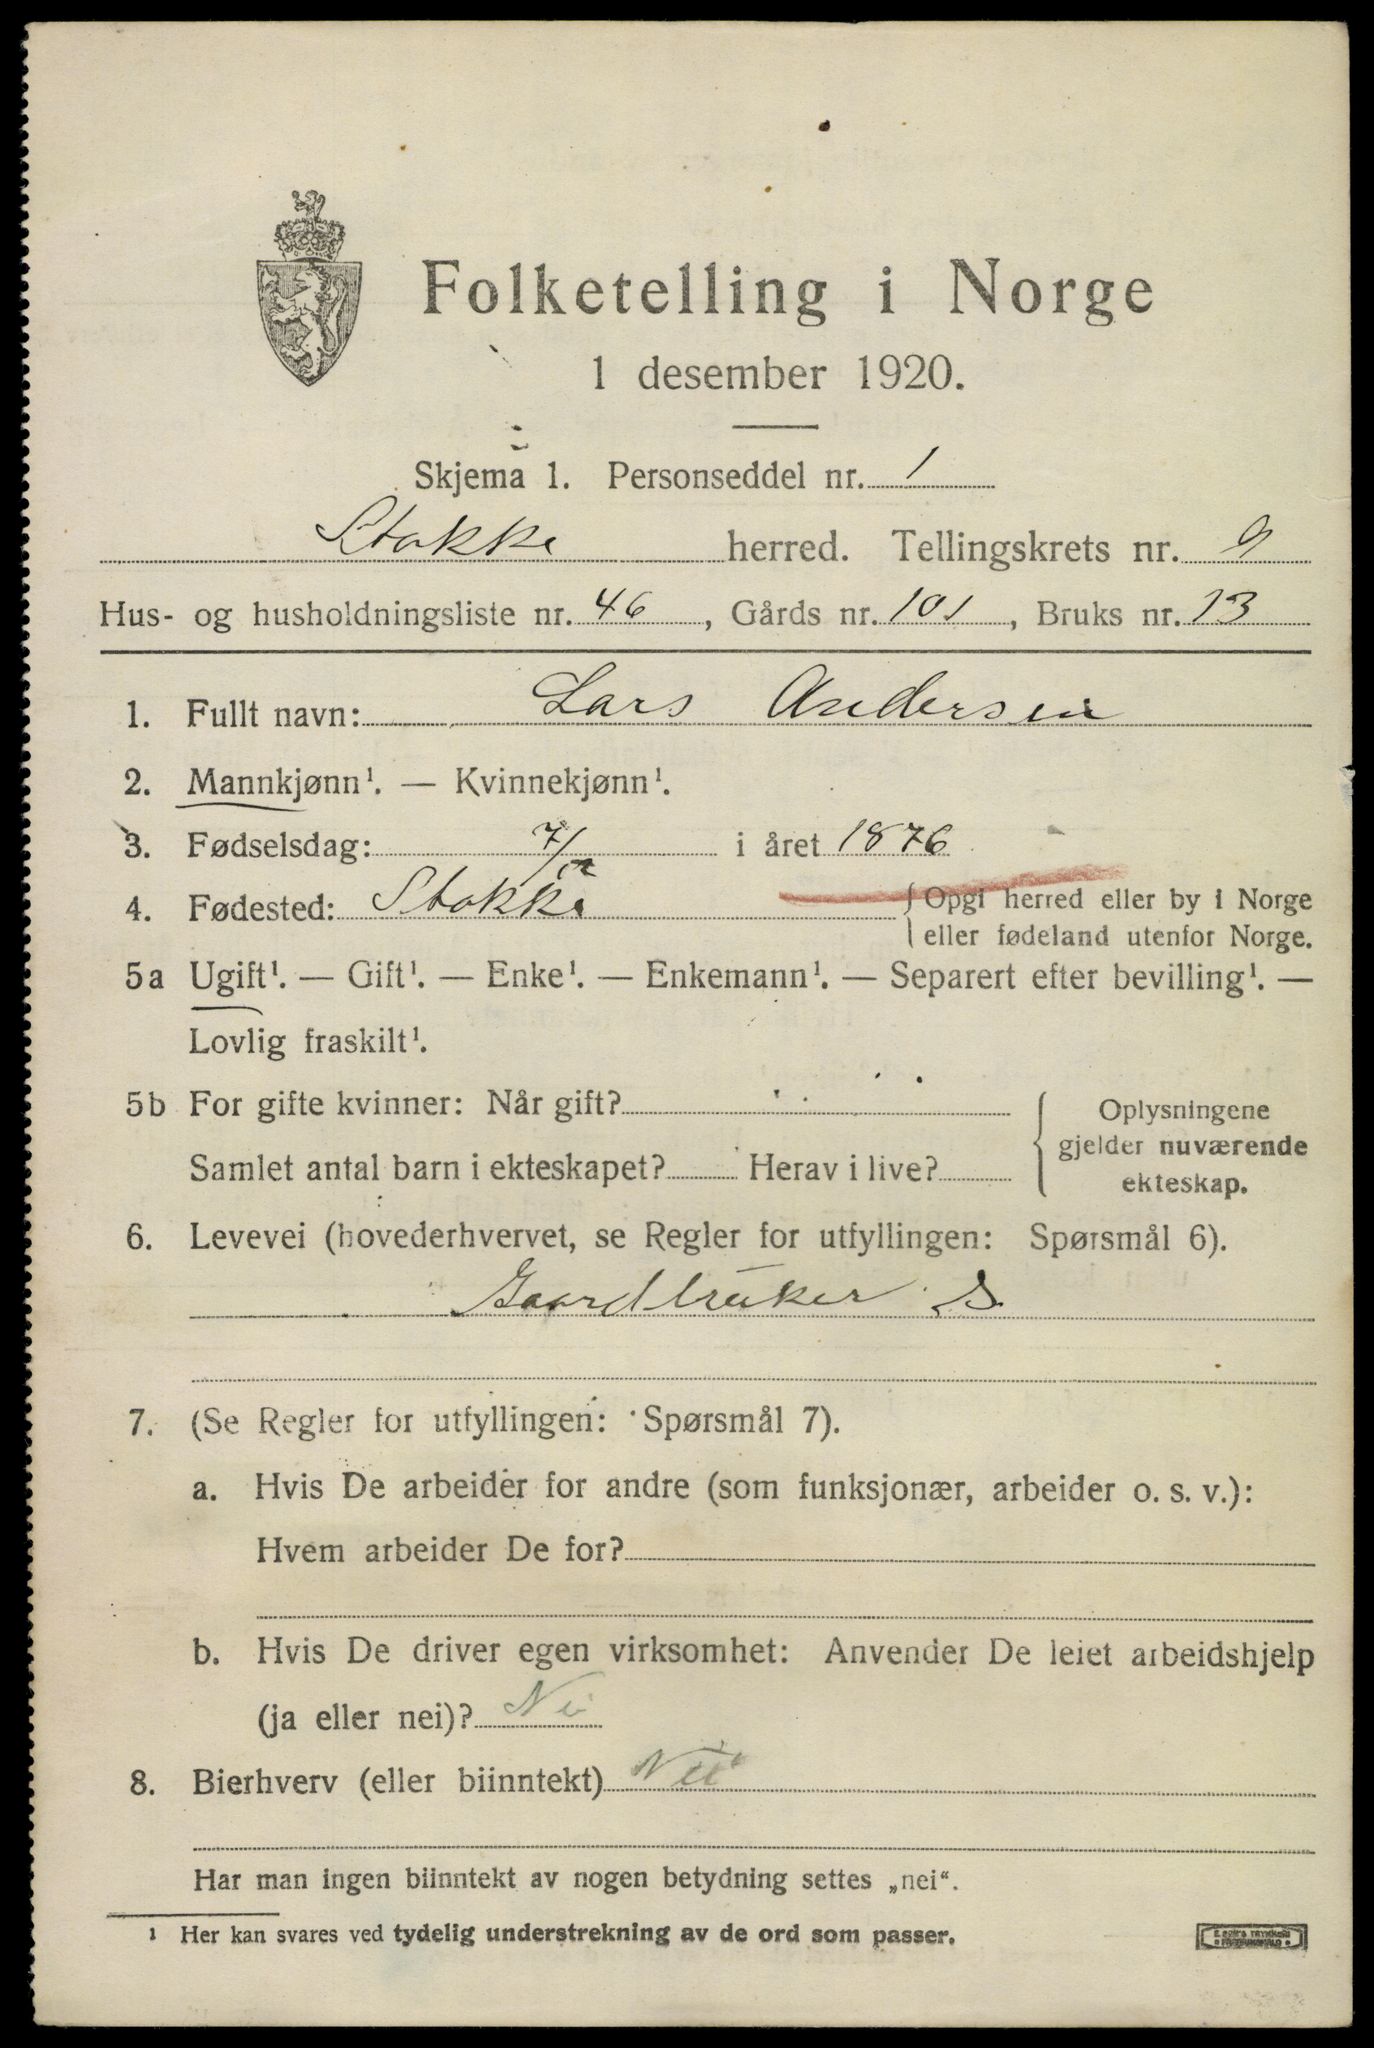 Folketelling i Norge
1 desember 1920.
Skjema 1. Personseddel nr. 1
Stokke herred. Tellingskrets nr. 9
Hus- og husholdningsliste nr. 46, Gårds nr. 101, Bruks nr. 13
1. Fullt navn: Lars Andersen
2. Mannkjønn¹. — Kvinnekjønn¹.
3. Fødselsdag: 7/12 i året 1876
4. Fødested: Stokke { Opgi herred eller by i Norge
eller fødeland utenfor Norge.
5a Ugift¹. — Gift¹. — Enke¹. — Enkemann¹. — Separert efter bevilling¹. —
Lovlig fraskilt¹.
5b For gifte kvinner: Når gift?
Samlet antal barn i ekteskapet? Herav i live?
{ Oplysningene
gjelder nuværende
ekteskap.
6. Levevei (hovederhvervet, se Regler for utfyllingen: Spørsmål 6).
Gaardbruker S
7. (Se Regler for utfyllingen: Spørsmål 7).
a. Hvis De arbeider for andre (som funksjonær, arbeider o. s. v.):
Hvem arbeider De for?
b. Hvis De driver egen virksomhet: Anvender De leiet arbeidshjelp
(ja eller nei)? Nei
8. Bierhverv (eller biinntekt) Nei
Har man ingen biinntekt av nogen betydning settes „nei“.
¹ Her kan svares ved tydelig understrekning av de ord som passer.